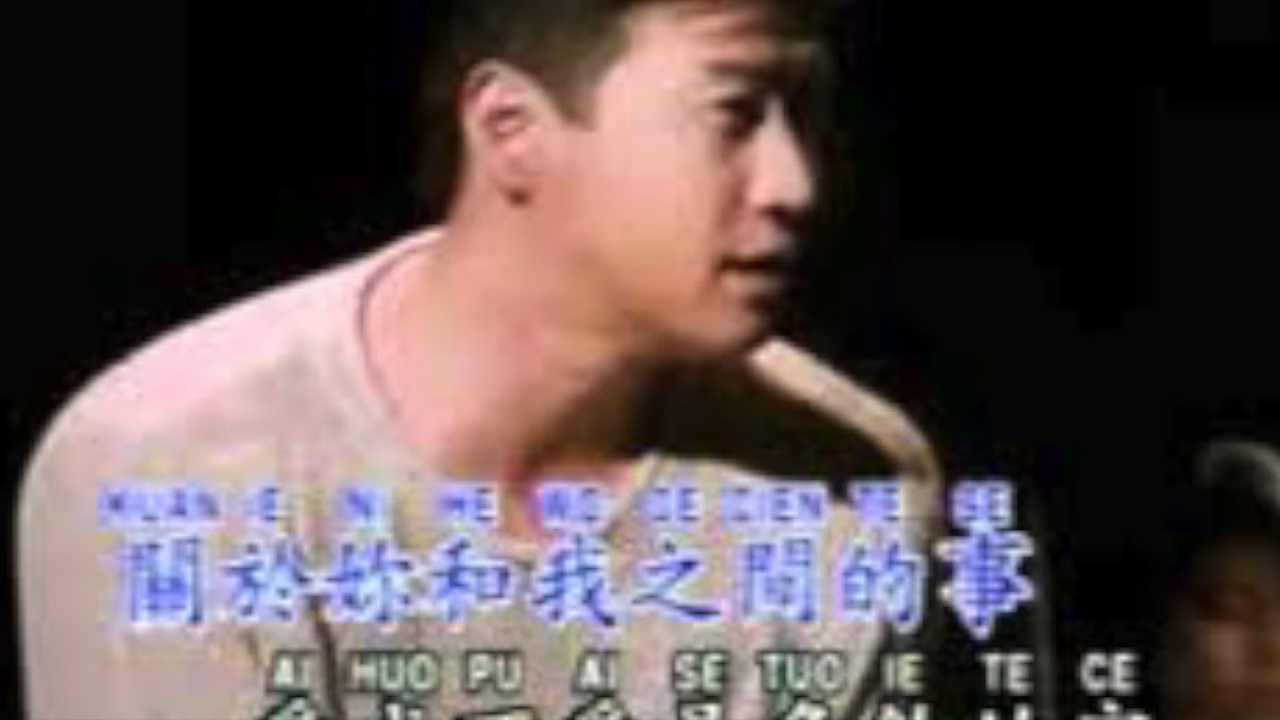 KUAN IE NI HE WO CE CIEN TE SE
關於妳和我之間的事
AI HUO PU AI SE TUO IE TE CE